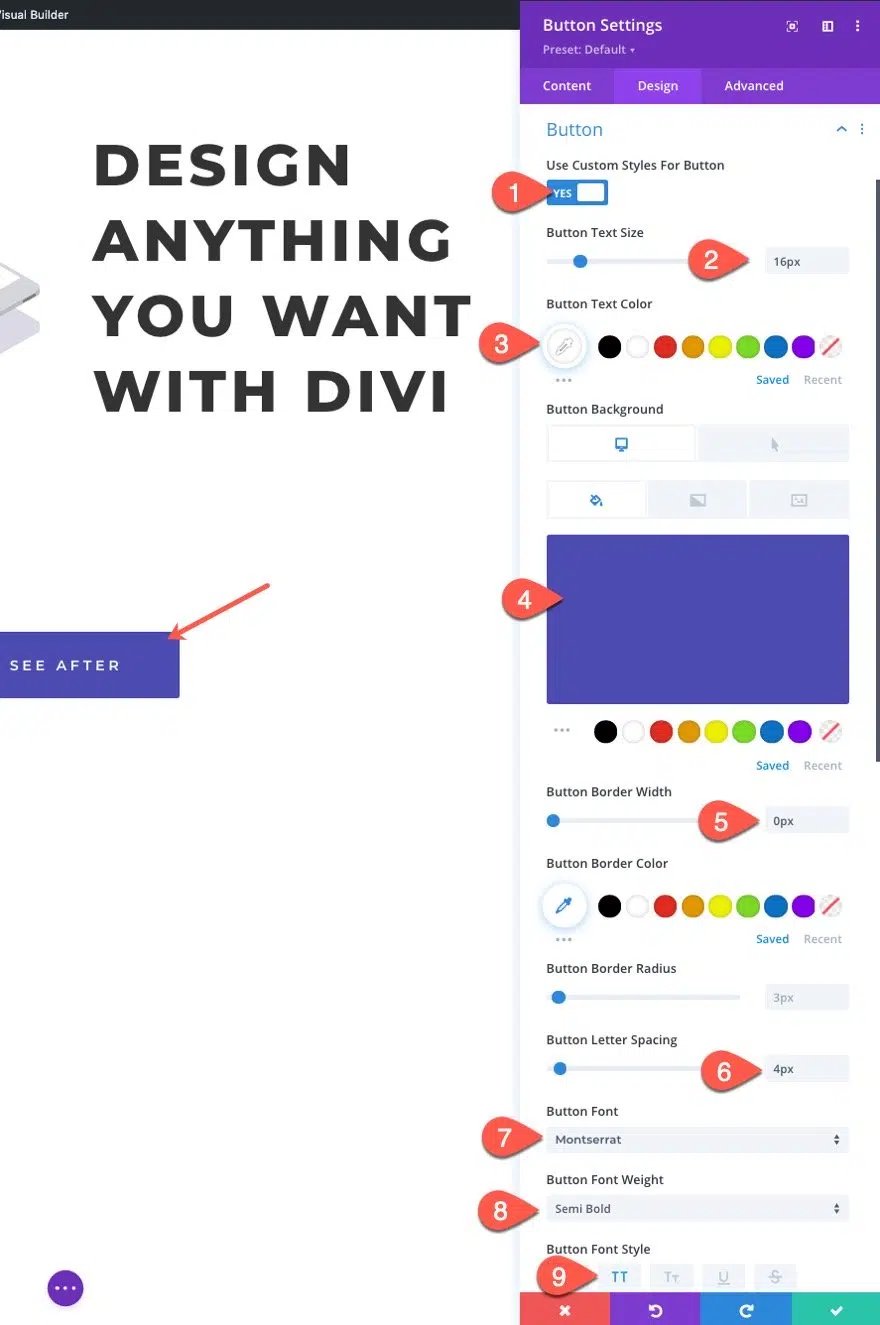 Visual Builder
DESIGN
ANYTHING
YOU WANT
WITH DIVI
SEE AFTER
Button Settings
Preset: Default
Content Design Advanced
Button
Use Custom Styles For Button
1 YES
Button Text Size
2 16px
Button Text Color
3
Saved Recent
Button Background
4
Saved Recent
Button Border Width
5 0px
Button Border Color
Saved Recent
Button Border Radius
3px
Button Letter Spacing
6 4px
Button Font
7 Montserrat
Button Font Weight
8 Semi Bold
Button Font Style
9 TT TT U S